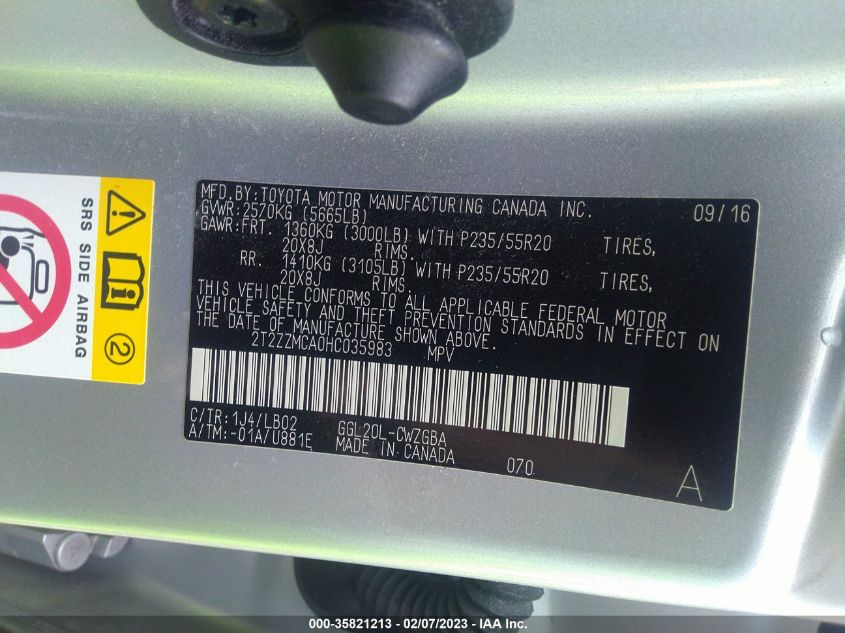 MFD.BY:TOYOTA MOTOR MANUFACTURING CANADA INC. 09/16
GVWR:2570KG (5665LB)
GAWR:FRT. 1360KG (3000LB) WITH P235/55R20 TIRES,
20X8J RIMS.
RR. 1410KG (3105LB) WITH P235/55R20 TIRES,
20X8J RIMS.
THIS VEHICLE CONFORMS TO ALL APPLICABLE FEDERAL MOTOR
VEHICLE SAFETY AND THEFT PREVENTION STANDARDS IN EFFECT ON
THE DATE OF MANUFACTURE SHOWN ABOVE.
2T2ZZMCA0HC035983 MPV
C/TR:1J4/LB02 GGL20L-CWZGBA
A/TM:-01A/U881E MADE IN CANADA 070
A
SRS SIDE AIRBAG
2
000-35821213 - 02/07/2023 - IAA Inc.